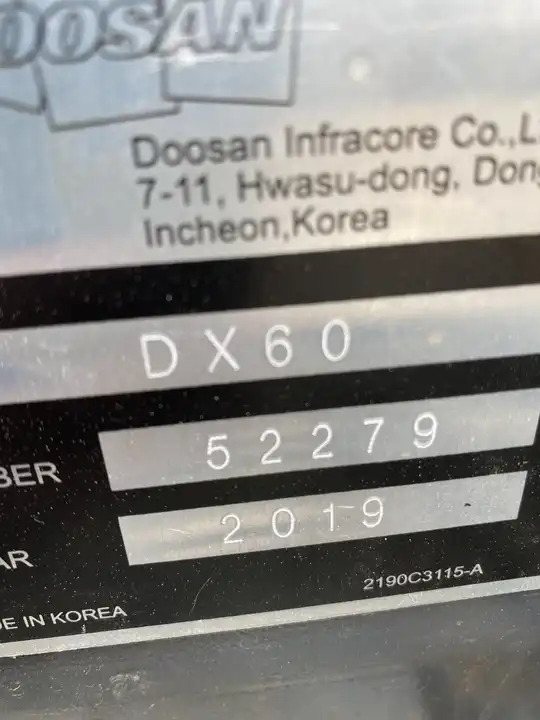 DOOSAN
Doosan Infracore Co.,L
7-11, Hwasu-dong, Dong
Incheon,Korea
DX60
BER 52279
AR 2019
2190C3115-A
DE IN KOREA